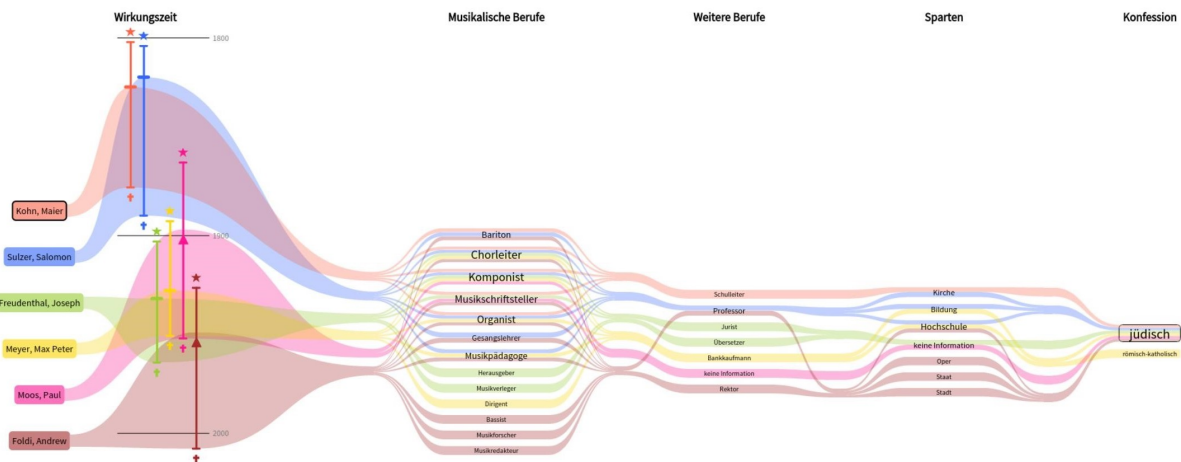 Wirkungszeit
Musikalische Berufe
Weitere Berufe
Sparten
Konfession
1800
1900
2000
Kohn, Maier
Sulzer, Salomon
Freudenthal, Joseph
Meyer, Max Peter
Moos, Paul
Foldi, Andrew
Bariton
Chorleiter
Komponist
Musikschriftsteller
Organist
Gesangslehrer
Musikpädagoge
Herausgeber
Musikverleger
Dirigent
Bassist
Musikforscher
Musikredakteur
Schulleiter
Professor
Jurist
Übersetzer
Bankkaufmann
keine Information
Rektor
Kirche
Bildung
Hochschule
keine Information
Oper
Staat
Stadt
jüdisch
römisch-katholisch